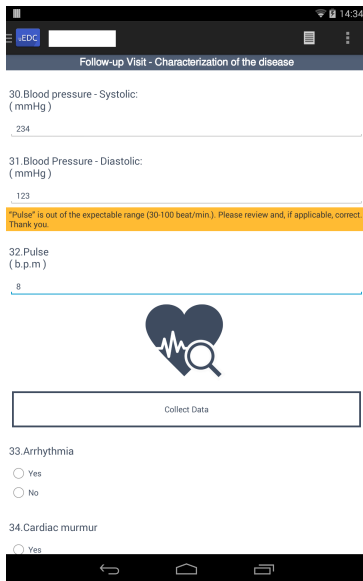 14:34
eEDC
Follow-up Visit - Characterization of the disease
30.Blood pressure - Systolic:
( mmHg )
234
31.Blood Pressure - Diastolic:
( mmHg )
123
"Pulse" is out of the expectable range (30-100 beat/min.). Please review and, if applicable, correct.
Thank you.
32.Pulse
( b.p.m )
8
Collect Data
33.Arrhythmia
Yes
No
34.Cardiac murmur
Yes